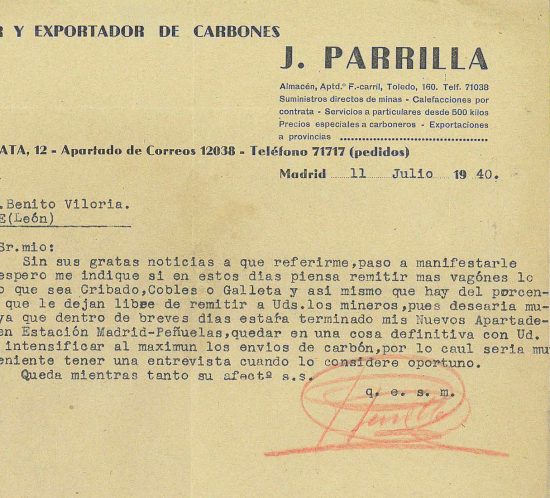 R Y EXPORTADOR DE CARBONES
J. PARRILLA
Almacén, Aptd.º F.-carril, Toledo, 160. Telf. 71038
Suministros directos de minas - Calefacciones por
contrata - Servicios a particulares desde 500 kilos
Precios especiales a carboneros - Exportaciones
a provincias
ATA, 12 - Apartado de Correos 12038 - Teléfono 71717 (pedidos)
Madrid 11 Julio 1940.
.Benito Viloria.
E(León)
Sr.mio:
Sin sus gratas noticias a que referirme,paso a manifestarle
espero me indique si en estos dias piensa remitir mas vagónes lo
o que sea Gribado,Cobles o Galleta y asi mismo que hay del porcen-
que le dejan libre de remitir a Uds.los mineros,pues desearia mu-
ya que dentro de breves dias estara terminado mis Nuevos Apartade-
en Estación Madrid-Peñuelas,quedar en una cosa definitiva con Ud.
intensificar al maximun los envios de carbón,por lo caul seria muy
eniente tener una entrevista cuando lo considere oportuno.
Queda mientras tanto su afectº s.s.
q. e. s. m.
Parrilla